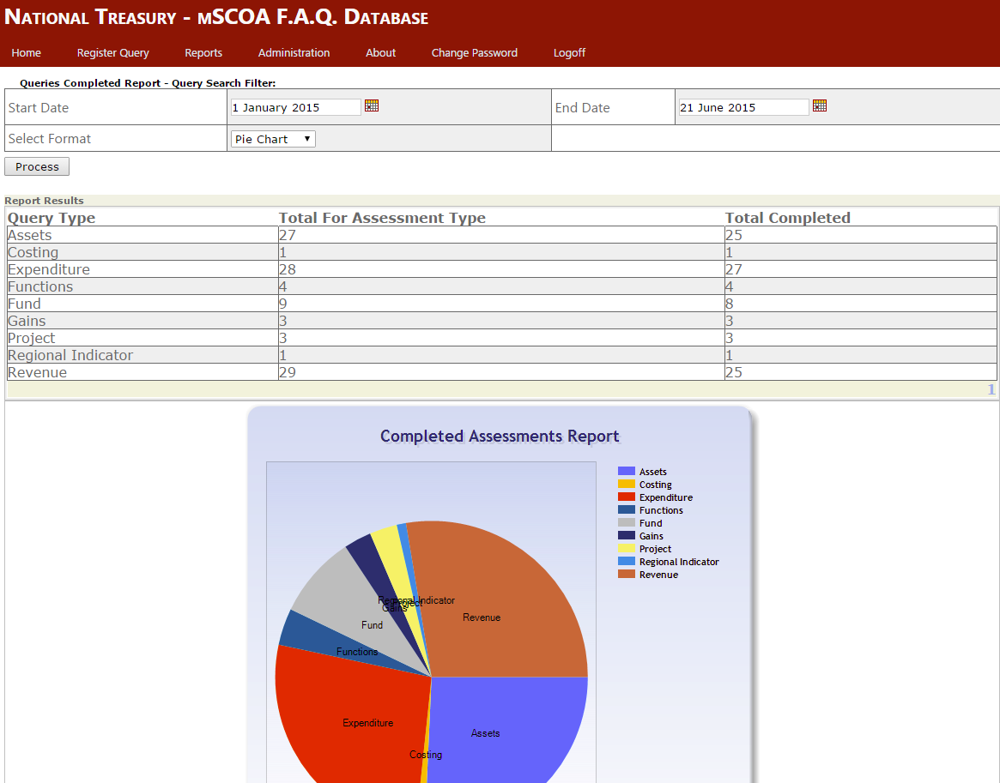 National Treasury - mSCOA F.A.Q. Database
Home Register Query Reports Administration About Change Password Logoff
Queries Completed Report - Query Search Filter:
Start Date 1 January 2015 End Date 21 June 2015
Select Format Pie Chart
Process
Report Results
Query Type Total For Assessment Type Total Completed
Assets 27 25
Costing 1 1
Expenditure 28 27
Functions 4 4
Fund 9 8
Gains 3 3
Project 3 3
Regional Indicator 1 1
Revenue 29 25
1
Completed Assessments Report
Assets
Costing
Expenditure
Functions
Fund
Gains
Project
Regional Indicator
Revenue
Regional Indicator
Project
Gains
Revenue
Fund
Functions
Expenditure
Assets
Costing